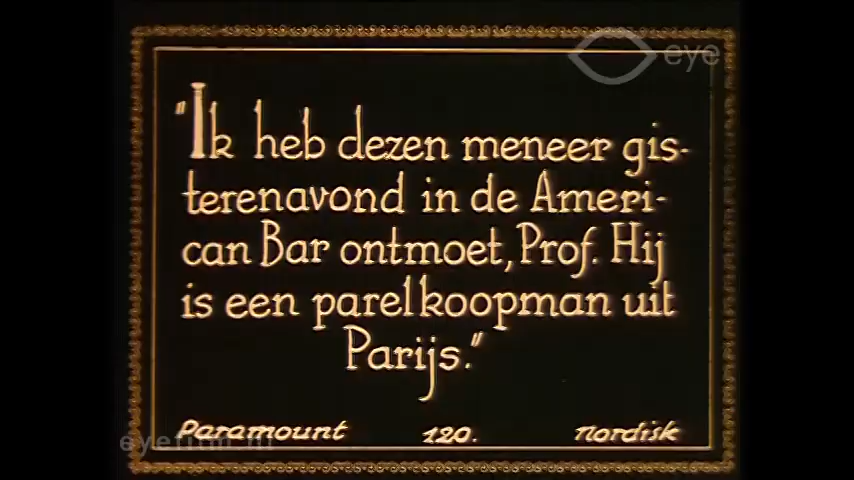 eye
"Ik heb dezen meneer gis-
terenavond in de Ameri-
can Bar ontmoet, Prof. Hij
is een parelkoopman uit
Parijs."
Paramount 120. Nordisk
eyefilm.nl